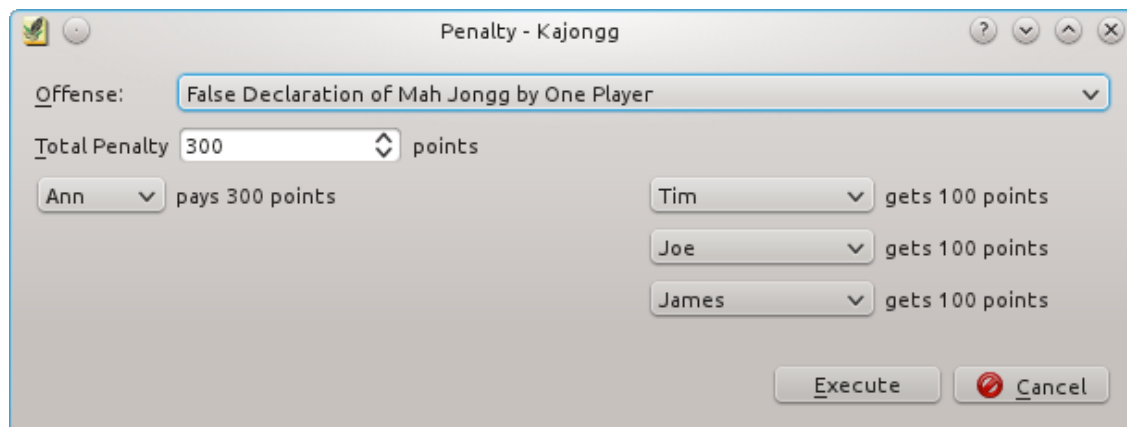 Penalty - Kajongg
Offense: False Declaration of Mah Jongg by One Player
Total Penalty 300 points
Ann pays 300 points Tim gets 100 points
Joe gets 100 points
James gets 100 points
Execute Cancel